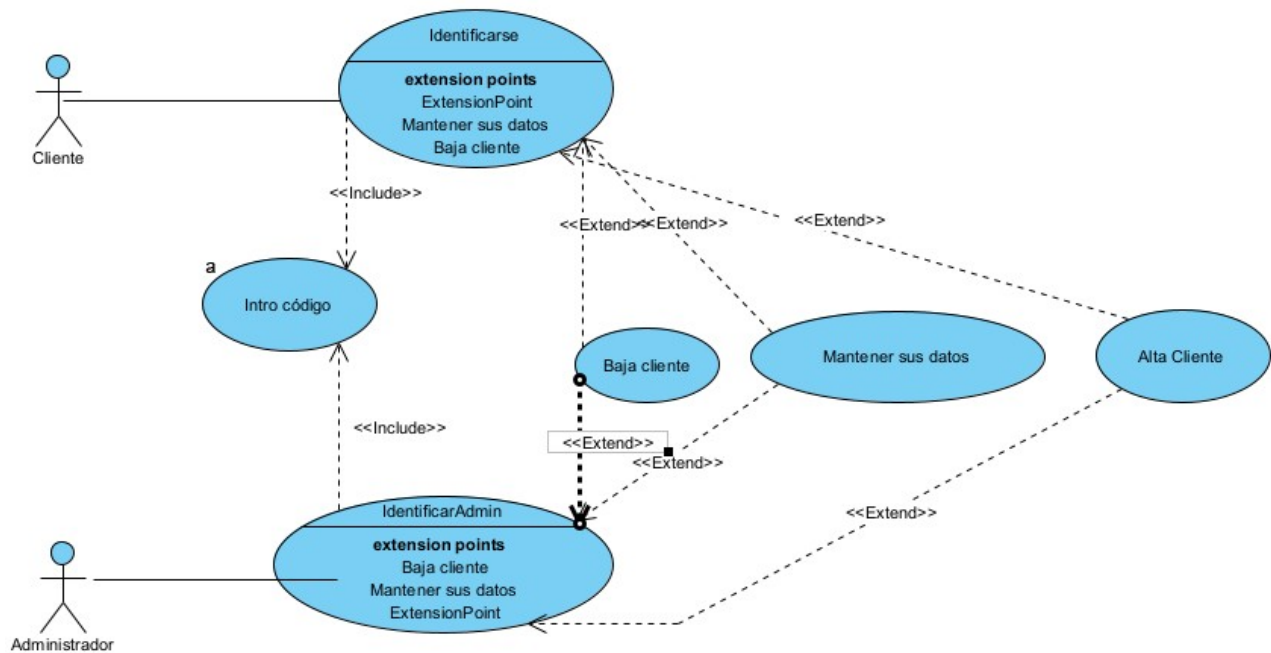 Identificarse
extension points
ExtensionPoint
Mantener sus datos
Baja cliente
Cliente
<<Include>>
<<Extend>>
<<Extend>>
<<Extend>>
a
Intro código
Baja cliente
Mantener sus datos
Alta Cliente
<<Include>>
<<Extend>>
<<Extend>>
<<Extend>>
IdentificarAdmin
extension points
Baja cliente
Mantener sus datos
ExtensionPoint
Administrador